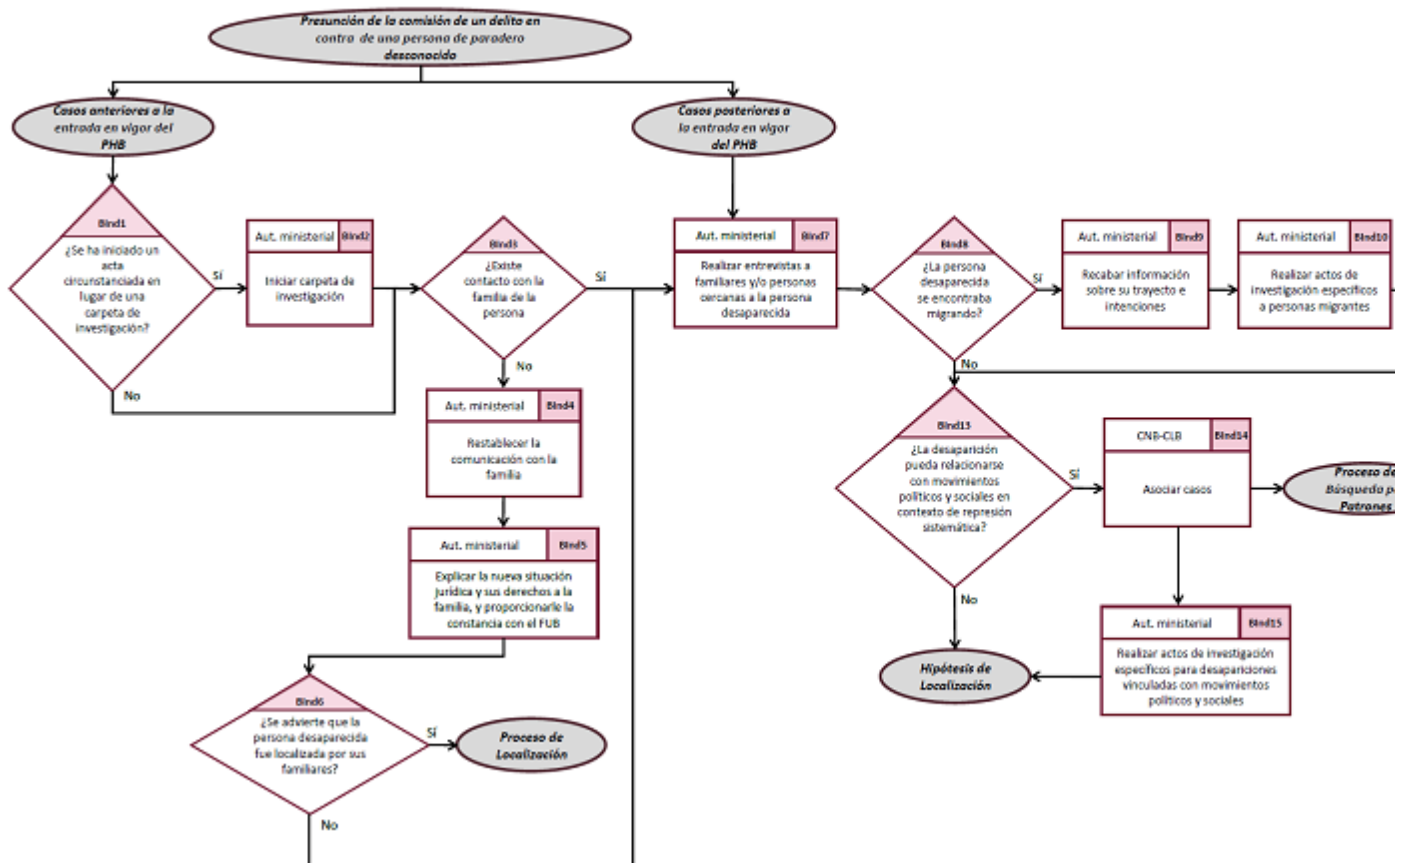 Presunción de la comisión de un delito en
contra de una persona de paradero
desconocido
Casos anteriores a la
entrada en vigor del
PHB
Casos posteriores a
la entrada en vigor
del PHB
BInd1
¿Se ha iniciado un
acta
circunstanciada en
lugar de una
carpeta de
investigación?
Sí
No
Aut. ministerial
BInd2
Iniciar carpeta de
investigación
BInd3
¿Existe
contacto con la
familia de la
persona
Sí
No
Aut. ministerial
BInd4
Restablecer la
comunicación con la
familia
Aut. ministerial
BInd5
Explicar la nueva situación
jurídica y sus derechos a la
familia, y proporcionarle la
constancia con el FUB
BInd6
¿Se advierte que la
persona desaparecida
fue localizada por sus
familiares?
Sí
No
Proceso de
Localización
Aut. ministerial
BInd7
Realizar entrevistas a
familiares y/o personas
cercanas a la persona
desaparecida
BInd8
¿La persona
desaparecida
se encontraba
migrando?
Sí
No
Aut. ministerial
BInd9
Recabar información
sobre su trayecto e
intenciones
Aut. ministerial
BInd10
Realizar actos de
investigación específicos
a personas migrantes
BInd13
¿La desaparición
pueda relacionarse
con movimientos
políticos y sociales en
contexto de represión
sistemática?
Sí
No
CNB-CLB
BInd14
Asociar casos
Proceso de
Búsqueda po
Patrones
Aut. ministerial
BInd15
Realizar actos de investigación
específicos para desapariciones
vinculadas con movimientos
políticos y sociales
Hipótesis de
Localización